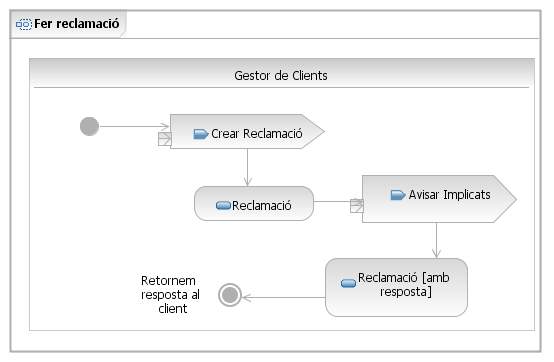 Fer reclamació
Gestor de Clients
Crear Reclamació
Reclamació
Avisar Implicats
Reclamació [amb
resposta]
Retornem
resposta al
client